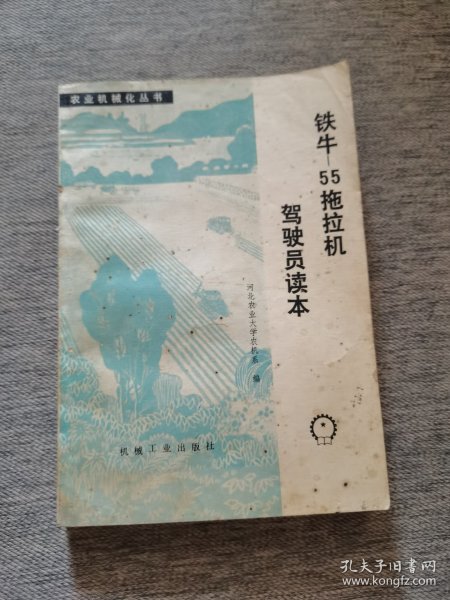 农业机械化丛书
铁牛—55拖拉机
驾驶员读本
河北农业大学农机系 编
机械工业出版社
孔夫子旧书网
www.kongfz.com